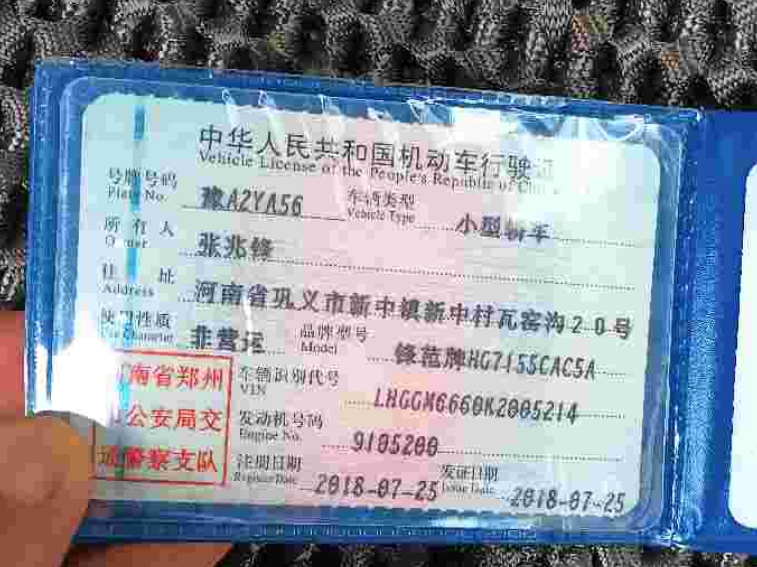 中华人民共和国机动车行驶证
Vehicle License of the People's Republic of China
号牌号码 豫A2YA56 车辆类型 小型轿车
Plate No. Vehicle Type
所有人 张兆锋
Owner
住址 河南省巩义市新中镇新中村瓦窑沟20号
Address
使用性质 非营运 品牌型号 锋范牌HG7155CAC5A
Use Character Model
河南省郑州 车辆识别代号 LHGGM6660K2005214
VIN
市公安局交 发动机号码 9105200
Engine No.
通警察支队 注册日期 2018-07-25 发证日期 2018-07-25
Register Date Issue Date